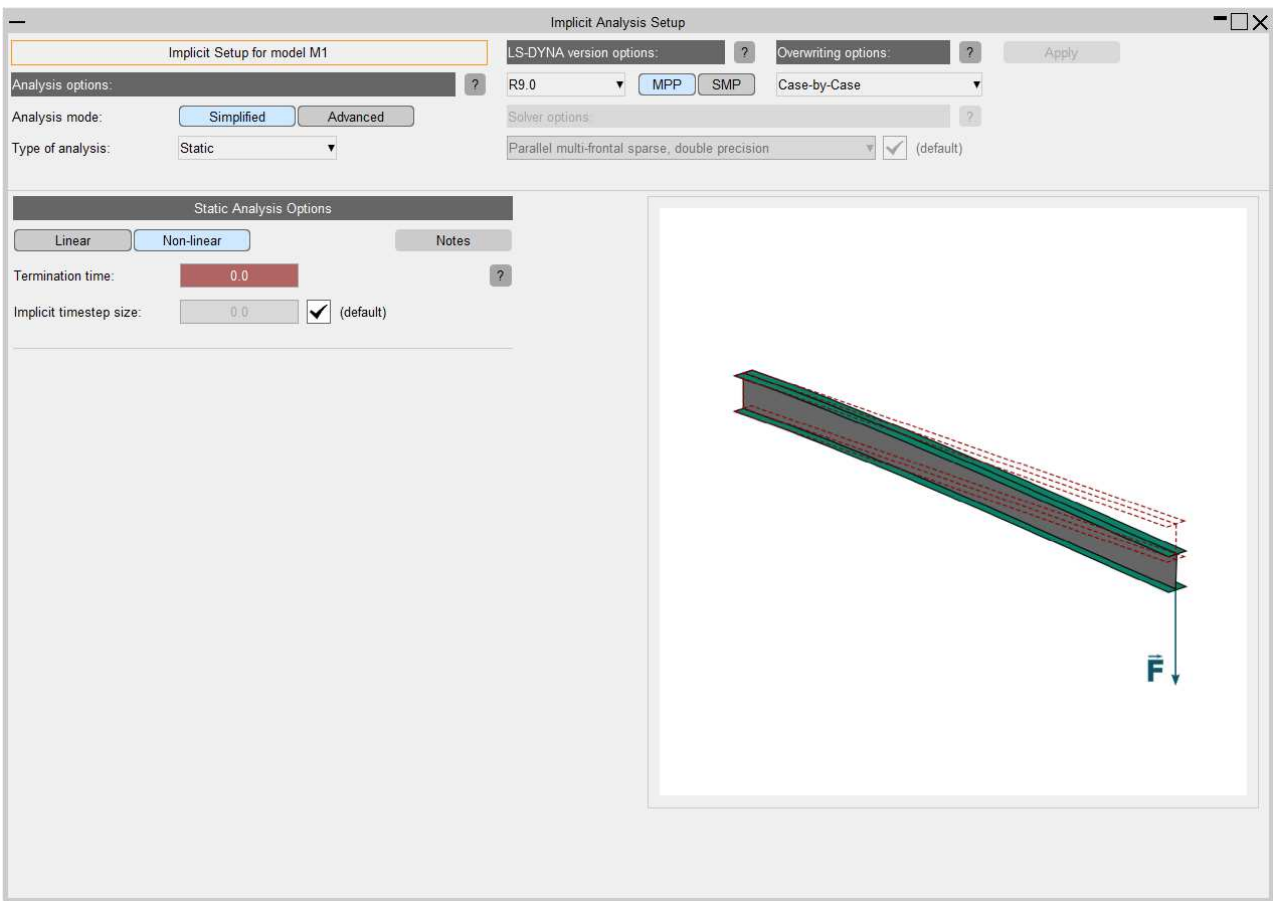 Implicit Analysis Setup
Implicit Setup for model M1
LS-DYNA version options: ?
Overwriting options: ?
Apply
Analysis options: ?
R9.0 MPP SMP
Case-by-Case
Analysis mode: Simplified Advanced
Solver options: ?
Type of analysis: Static
Parallel multi-frontal sparse, double precision (default)
Static Analysis Options
Linear Non-linear Notes
Termination time: 0.0 ?
Implicit timestep size: 0.0 (default)
F